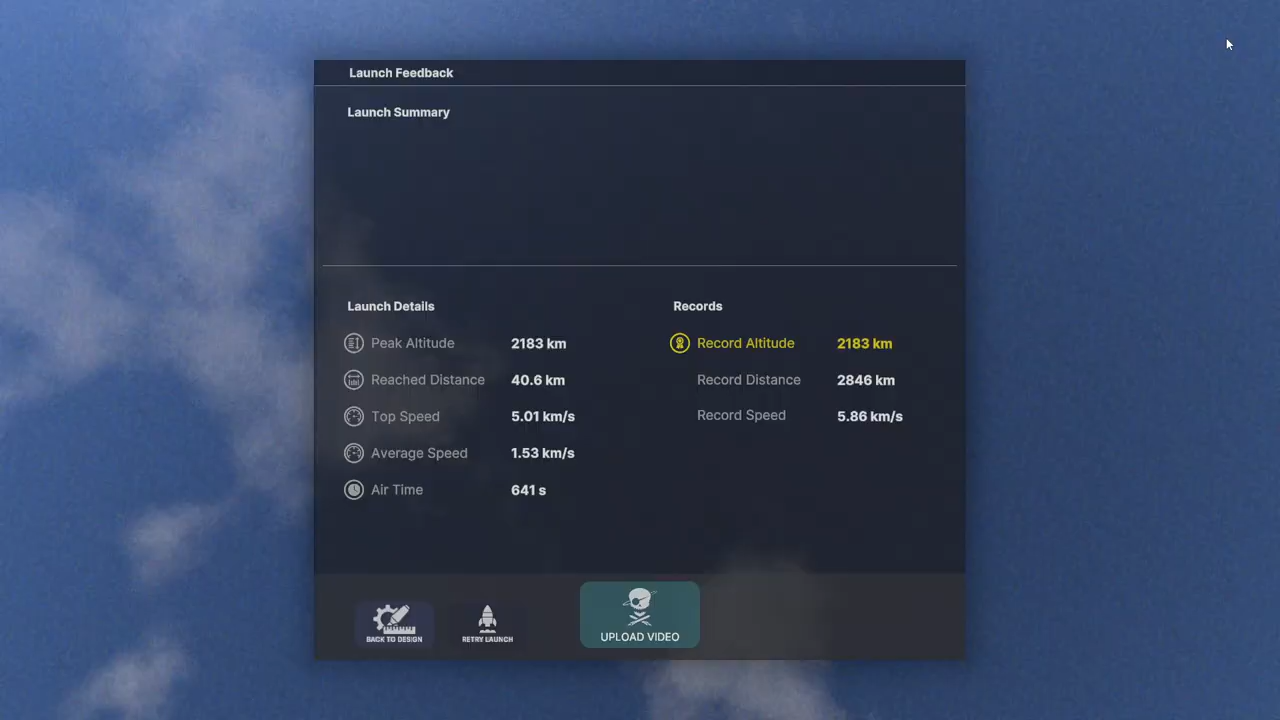 Launch Feedback
Launch Summary
Launch Details
Peak Altitude 2183 km
Reached Distance 40.6 km
Top Speed 5.01 km/s
Average Speed 1.53 km/s
Air Time 641 s
Records
Record Altitude 2183 km
Record Distance 2846 km
Record Speed 5.86 km/s
BACK TO DESIGN
RETRY LAUNCH
UPLOAD VIDEO